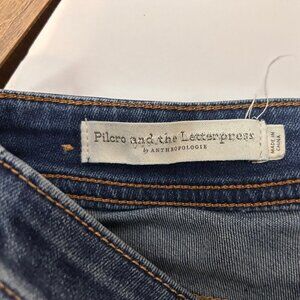 Pilcro and the Letterpress
by ANTHROPOLOGIE
MADE IN
CHINA